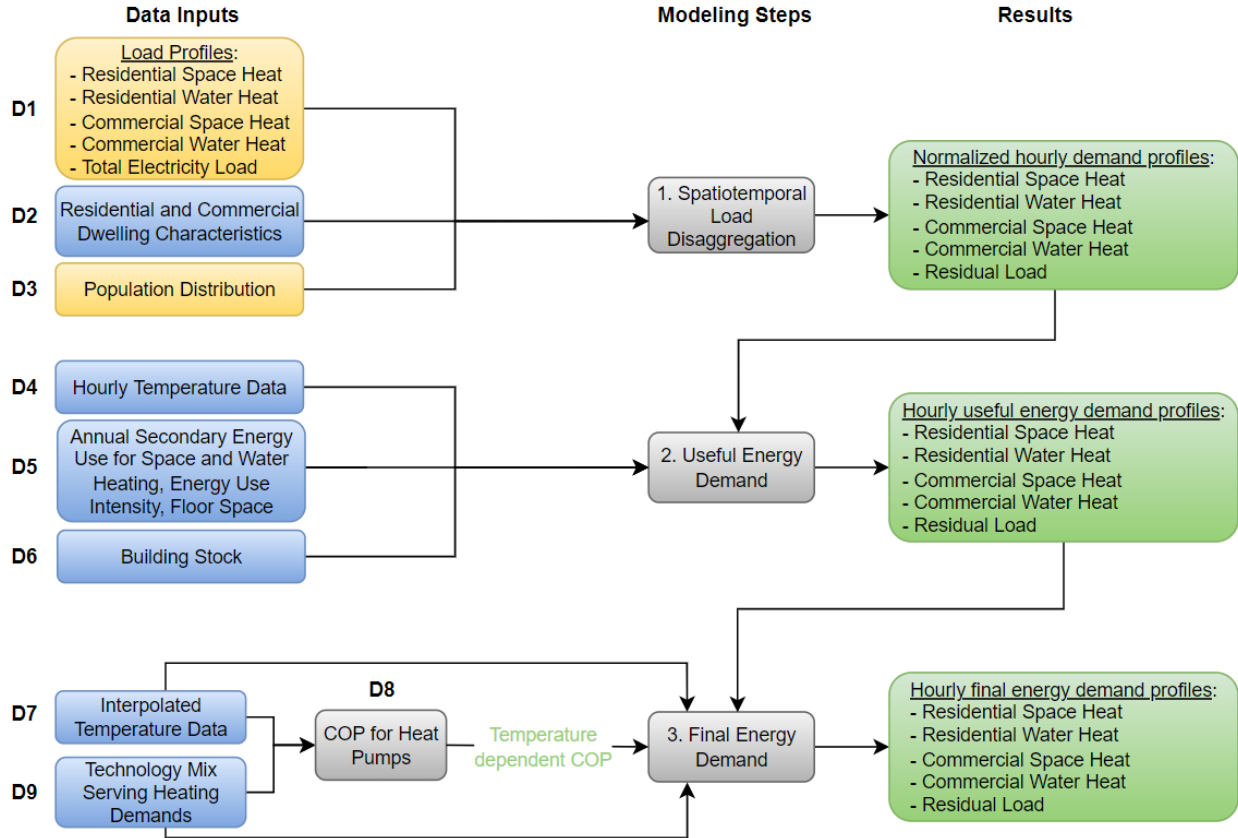 Data Inputs
Modeling Steps
Results
D1
Load Profiles:
- Residential Space Heat
- Residential Water Heat
- Commercial Space Heat
- Commercial Water Heat
- Total Electricity Load
D2
Residential and Commercial
Dwelling Characteristics
D3
Population Distribution
1. Spatiotemporal
Load
Disaggregation
Normalized hourly demand profiles:
- Residential Space Heat
- Residential Water Heat
- Commercial Space Heat
- Commercial Water Heat
- Residual Load
D4
Hourly Temperature Data
D5
Annual Secondary Energy
Use for Space and Water
Heating, Energy Use
Intensity, Floor Space
D6
Building Stock
2. Useful Energy
Demand
Hourly useful energy demand profiles:
- Residential Space Heat
- Residential Water Heat
- Commercial Space Heat
- Commercial Water Heat
- Residual Load
D7
Interpolated
Temperature Data
D9
Technology Mix
Serving Heating
Demands
D8
COP for Heat
Pumps
Temperature
dependent COP
3. Final Energy
Demand
Hourly final energy demand profiles:
- Residential Space Heat
- Residential Water Heat
- Commercial Space Heat
- Commercial Water Heat
- Residual Load